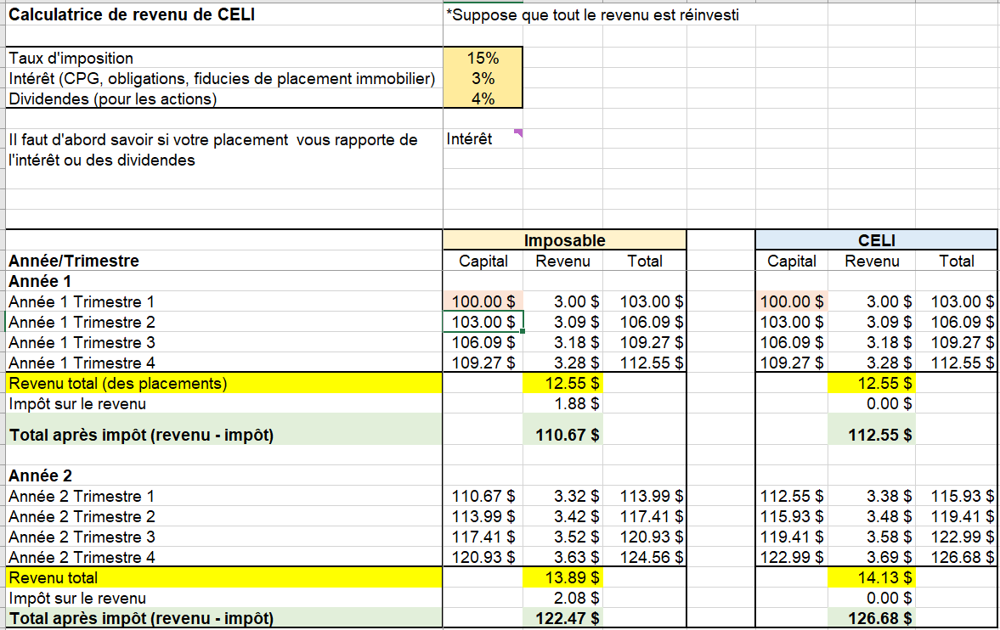 Calculatrice de revenu de CELI *Suppose que tout le revenu est réinvesti
Taux d'imposition 15%
Intérêt (CPG, obligations, fiducies de placement immobilier) 3%
Dividendes (pour les actions) 4%
Il faut d'abord savoir si votre placement  vous rapporte de Intérêt
l'intérêt ou des dividendes
Imposable CELI
Année/Trimestre Capital Revenu Total Capital Revenu Total
Année 1
Année 1 Trimestre 1 100.00 $ 3.00 $ 103.00 $ 100.00 $ 3.00 $ 103.00 $
Année 1 Trimestre 2 103.00 $ 3.09 $ 106.09 $ 103.00 $ 3.09 $ 106.09 $
Année 1 Trimestre 3 106.09 $ 3.18 $ 109.27 $ 106.09 $ 3.18 $ 109.27 $
Année 1 Trimestre 4 109.27 $ 3.28 $ 112.55 $ 109.27 $ 3.28 $ 112.55 $
Revenu total (des placements) 12.55 $ 12.55 $
Impôt sur le revenu 1.88 $ 0.00 $
Total après impôt (revenu - impôt) 110.67 $ 112.55 $
Année 2
Année 2 Trimestre 1 110.67 $ 3.32 $ 113.99 $ 112.55 $ 3.38 $ 115.93 $
Année 2 Trimestre 2 113.99 $ 3.42 $ 117.41 $ 115.93 $ 3.48 $ 119.41 $
Année 2 Trimestre 3 117.41 $ 3.52 $ 120.93 $ 119.41 $ 3.58 $ 122.99 $
Année 2 Trimestre 4 120.93 $ 3.63 $ 124.56 $ 122.99 $ 3.69 $ 126.68 $
Revenu total 13.89 $ 14.13 $
Impôt sur le revenu 2.08 $ 0.00 $
Total après impôt (revenu - impôt) 122.47 $ 126.68 $